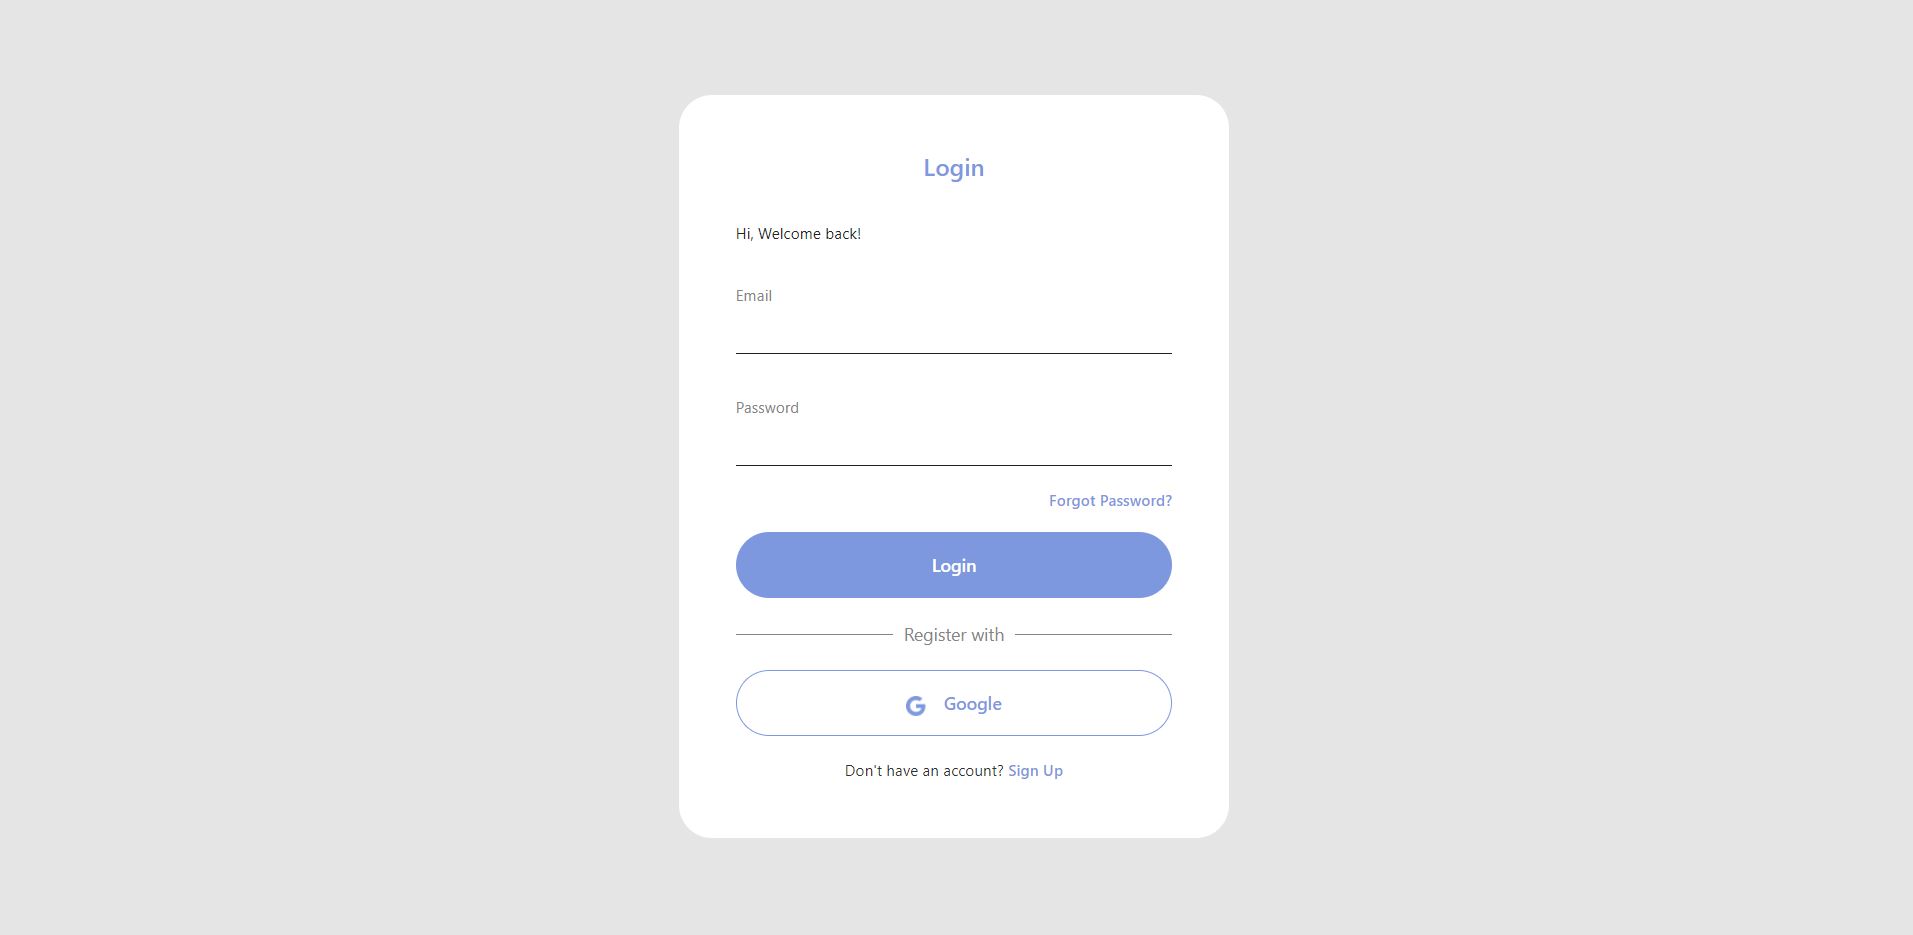 Login
Hi, Welcome back!
Email
Password
Forgot Password?
Login
Register with
Google
Don't have an account? Sign Up